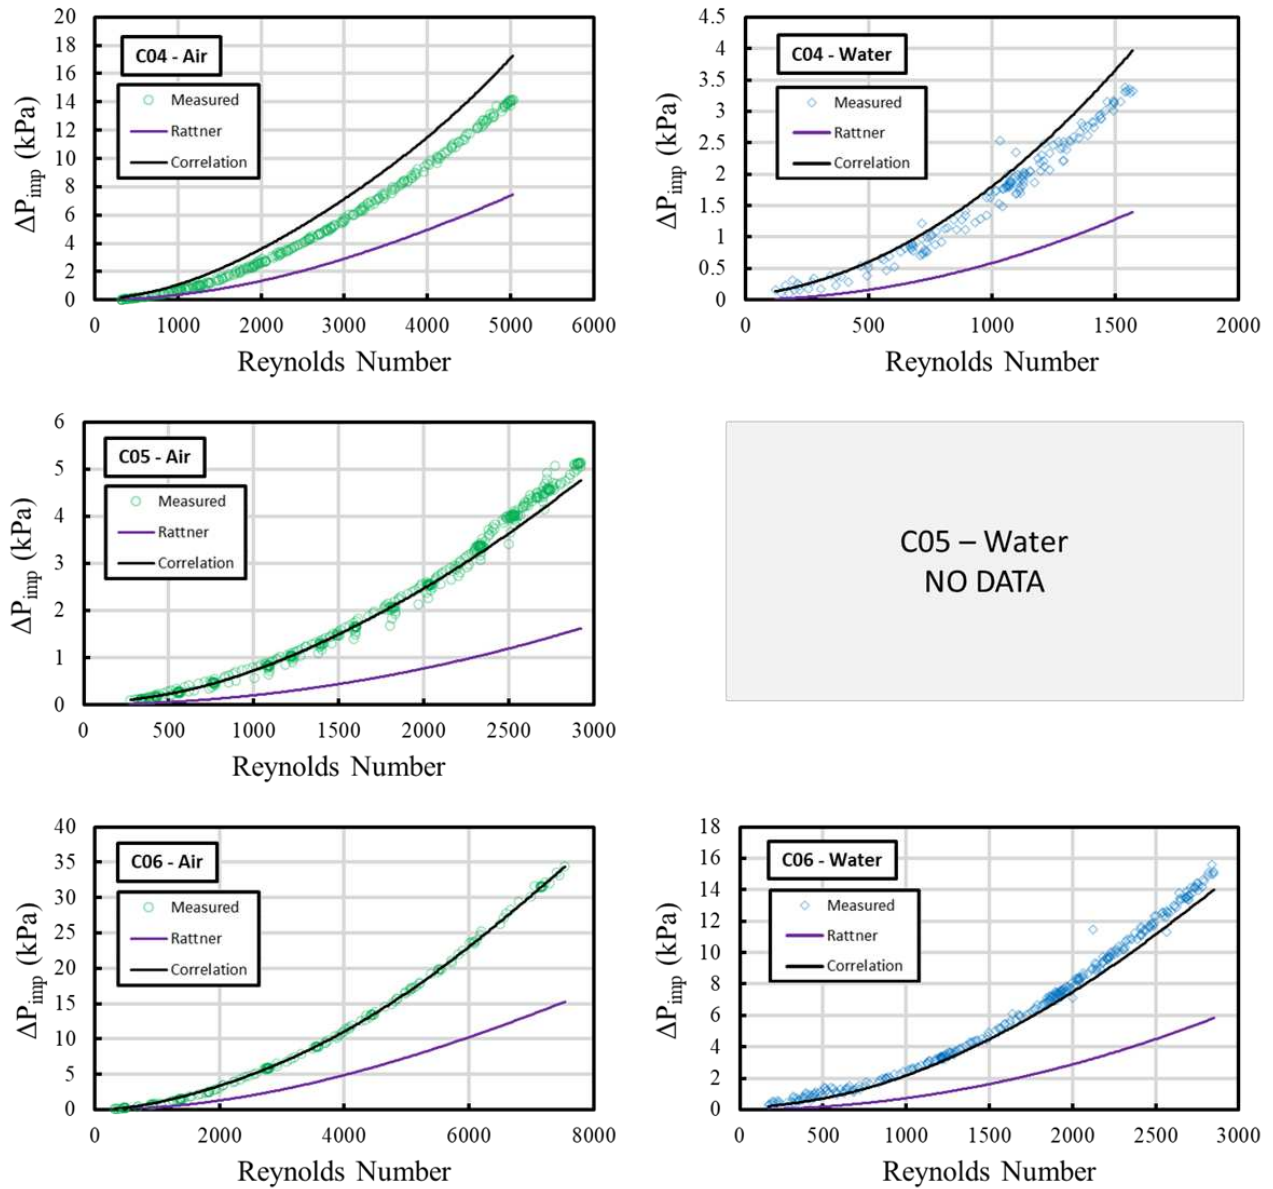 C04 - Air
Measured
Rattner
Correlation
ΔPimp (kPa)
20
18
16
14
12
10
8
6
4
2
0
0 1000 2000 3000 4000 5000 6000
Reynolds Number
C04 - Water
Measured
Rattner
Correlation
ΔPimp (kPa)
4.5
4
3.5
3
2.5
2
1.5
1
0.5
0
0 500 1000 1500 2000
Reynolds Number
C05 - Air
Measured
Rattner
Correlation
ΔPimp (kPa)
6
5
4
3
2
1
0
0 500 1000 1500 2000 2500 3000
Reynolds Number
C05 – Water
NO DATA
C06 - Air
Measured
Rattner
Correlation
ΔPimp (kPa)
40
35
30
25
20
15
10
5
0
0 2000 4000 6000 8000
Reynolds Number
C06 - Water
Measured
Rattner
Correlation
ΔPimp (kPa)
18
16
14
12
10
8
6
4
2
0
0 500 1000 1500 2000 2500 3000
Reynolds Number